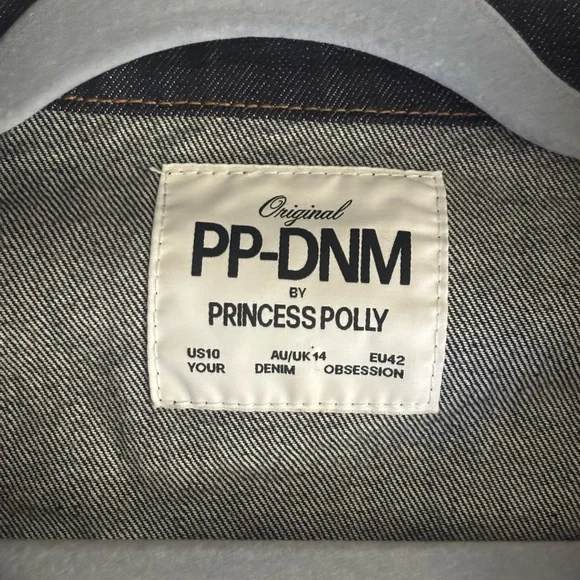 Original
PP-DNM
BY
PRINCESS POLLY
US10 AU/UK 14 EU42
YOUR DENIM OBSESSION